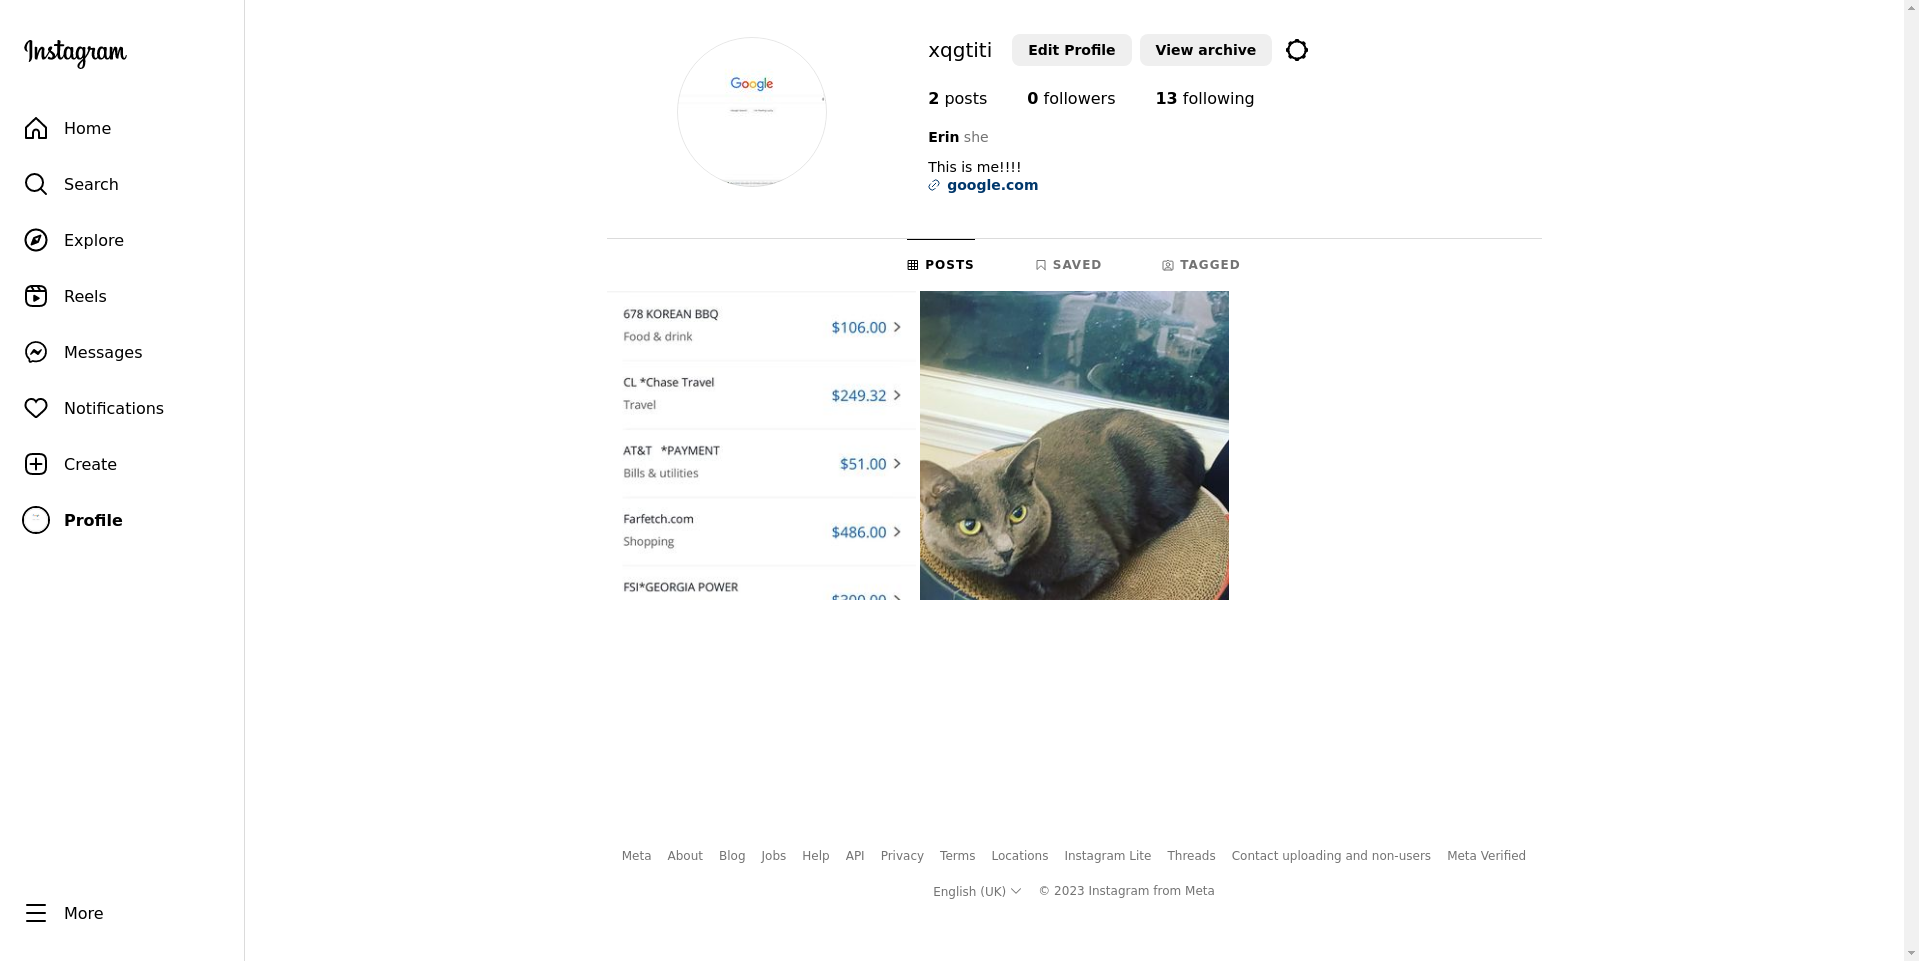 Instagram
Home
Search
Explore
Reels
Messages
Notifications
Create
Profile
More
Google
xqgtiti
Edit Profile
View archive
2 posts
0 followers
13 following
Erin she
This is me!!!!
google.com
POSTS
SAVED
TAGGED
678 KOREAN BBQ
$106.00
Food & drink
CL *Chase Travel
$249.32
Travel
AT&T *PAYMENT
$51.00
Bills & utilities
Farfetch.com
$486.00
Shopping
FSI*GEORGIA POWER
Meta About Blog Jobs Help API Privacy Terms Locations Instagram Lite Threads Contact uploading and non-users Meta Verified
English (UK) © 2023 Instagram from Meta